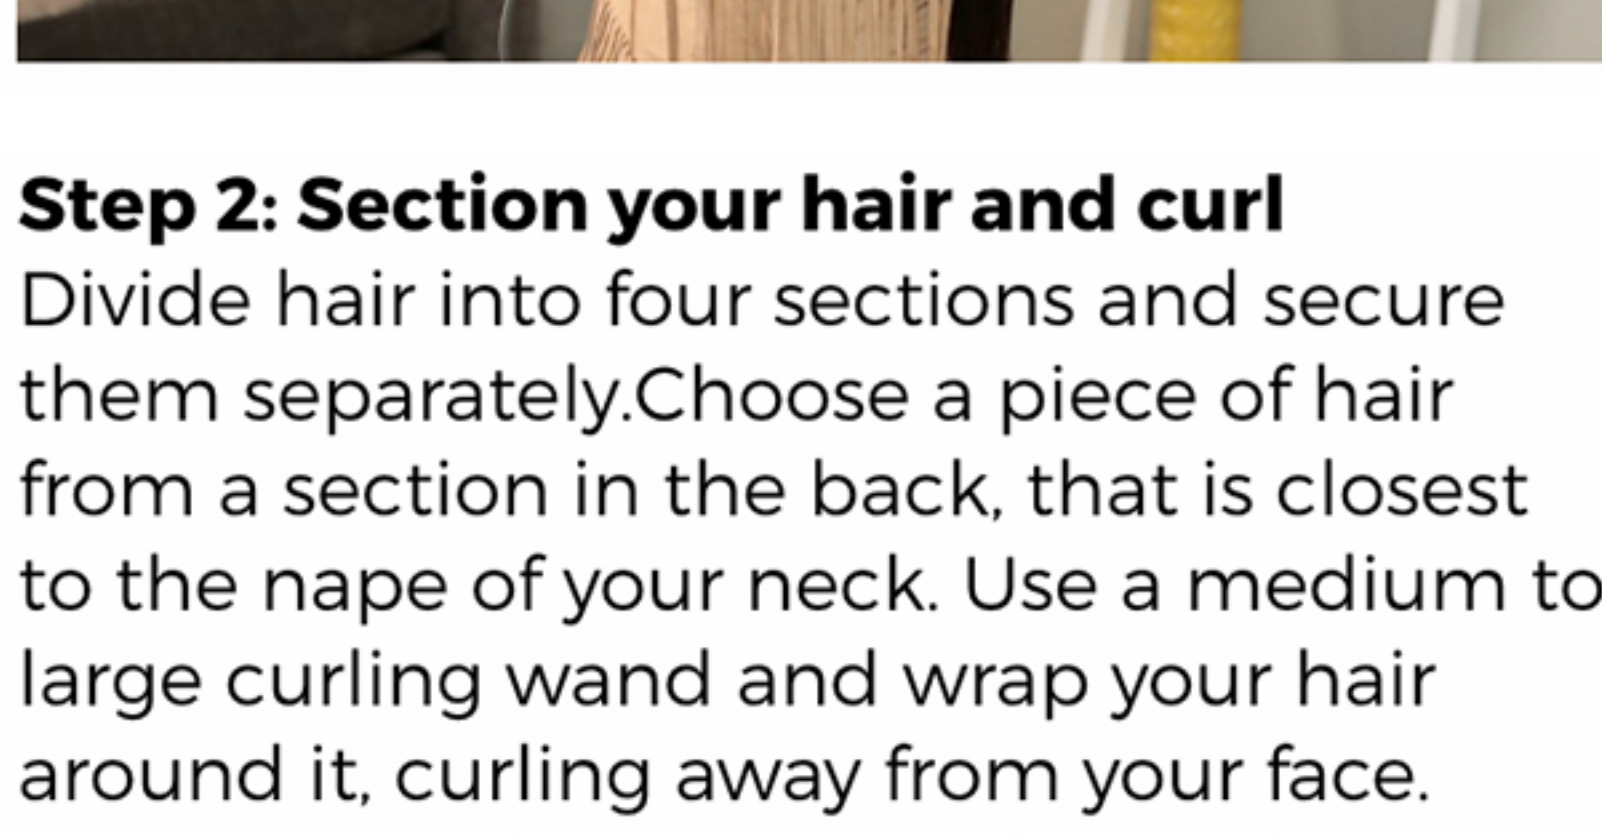 Step 2: Section your hair and curl
Divide hair into four sections and secure
them separately.Choose a piece of hair
from a section in the back, that is closest
to the nape of your neck. Use a medium to
large curling wand and wrap your hair
around it, curling away from your face.